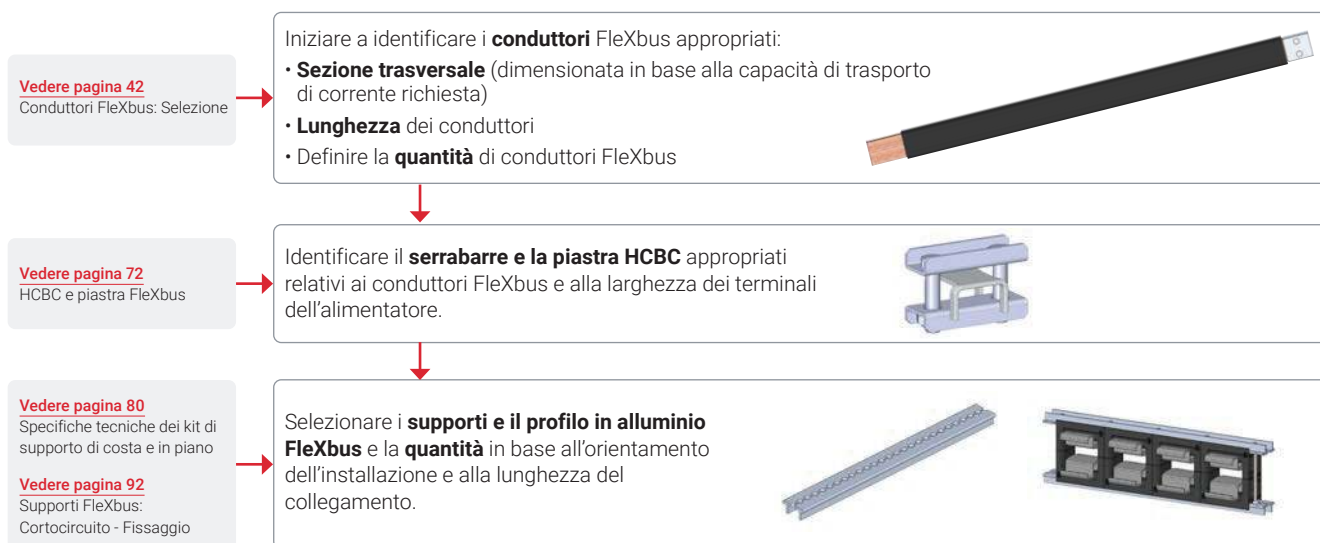 Vedere pagina 42
Conduttori FleXbus: Selezione
Iniziare a identificare i conduttori FleXbus appropriati:
• Sezione trasversale (dimensionata in base alla capacità di trasporto
di corrente richiesta)
• Lunghezza dei conduttori
• Definire la quantità di conduttori FleXbus
Vedere pagina 72
HCBC e piastra FleXbus
Identificare il serrabarre e la piastra HCBC appropriati
relativi ai conduttori FleXbus e alla larghezza dei terminali
dell'alimentatore.
Vedere pagina 80
Specifiche tecniche dei kit di
supporto di costa e in piano
Vedere pagina 92
Supporti FleXbus:
Cortocircuito - Fissaggio
Selezionare i supporti e il profilo in alluminio
FleXbus e la quantità in base all'orientamento
dell'installazione e alla lunghezza del
collegamento.